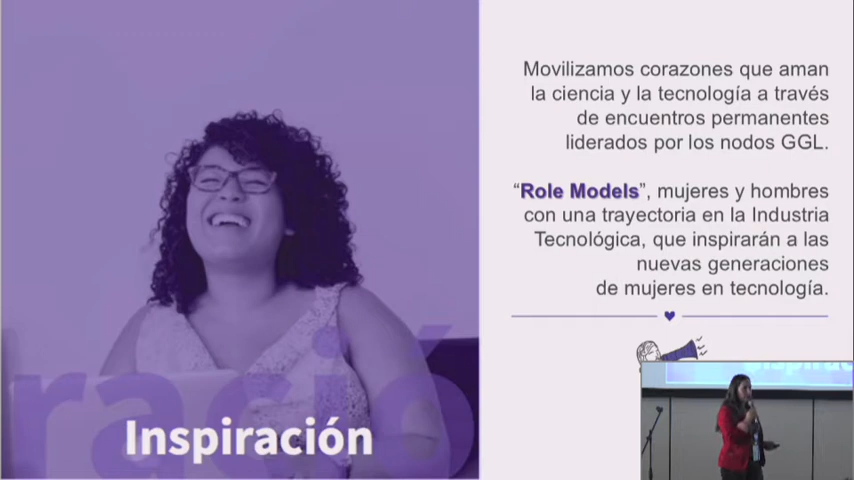 Movilizamos corazones que aman
la ciencia y la tecnología a través
de encuentros permanentes
liderados por los nodos GGL.
“Role Models”, mujeres y hombres
con una trayectoria en la Industria
Tecnológica, que inspirarán a las
nuevas generaciones
de mujeres en tecnología.
ració
Inspiración